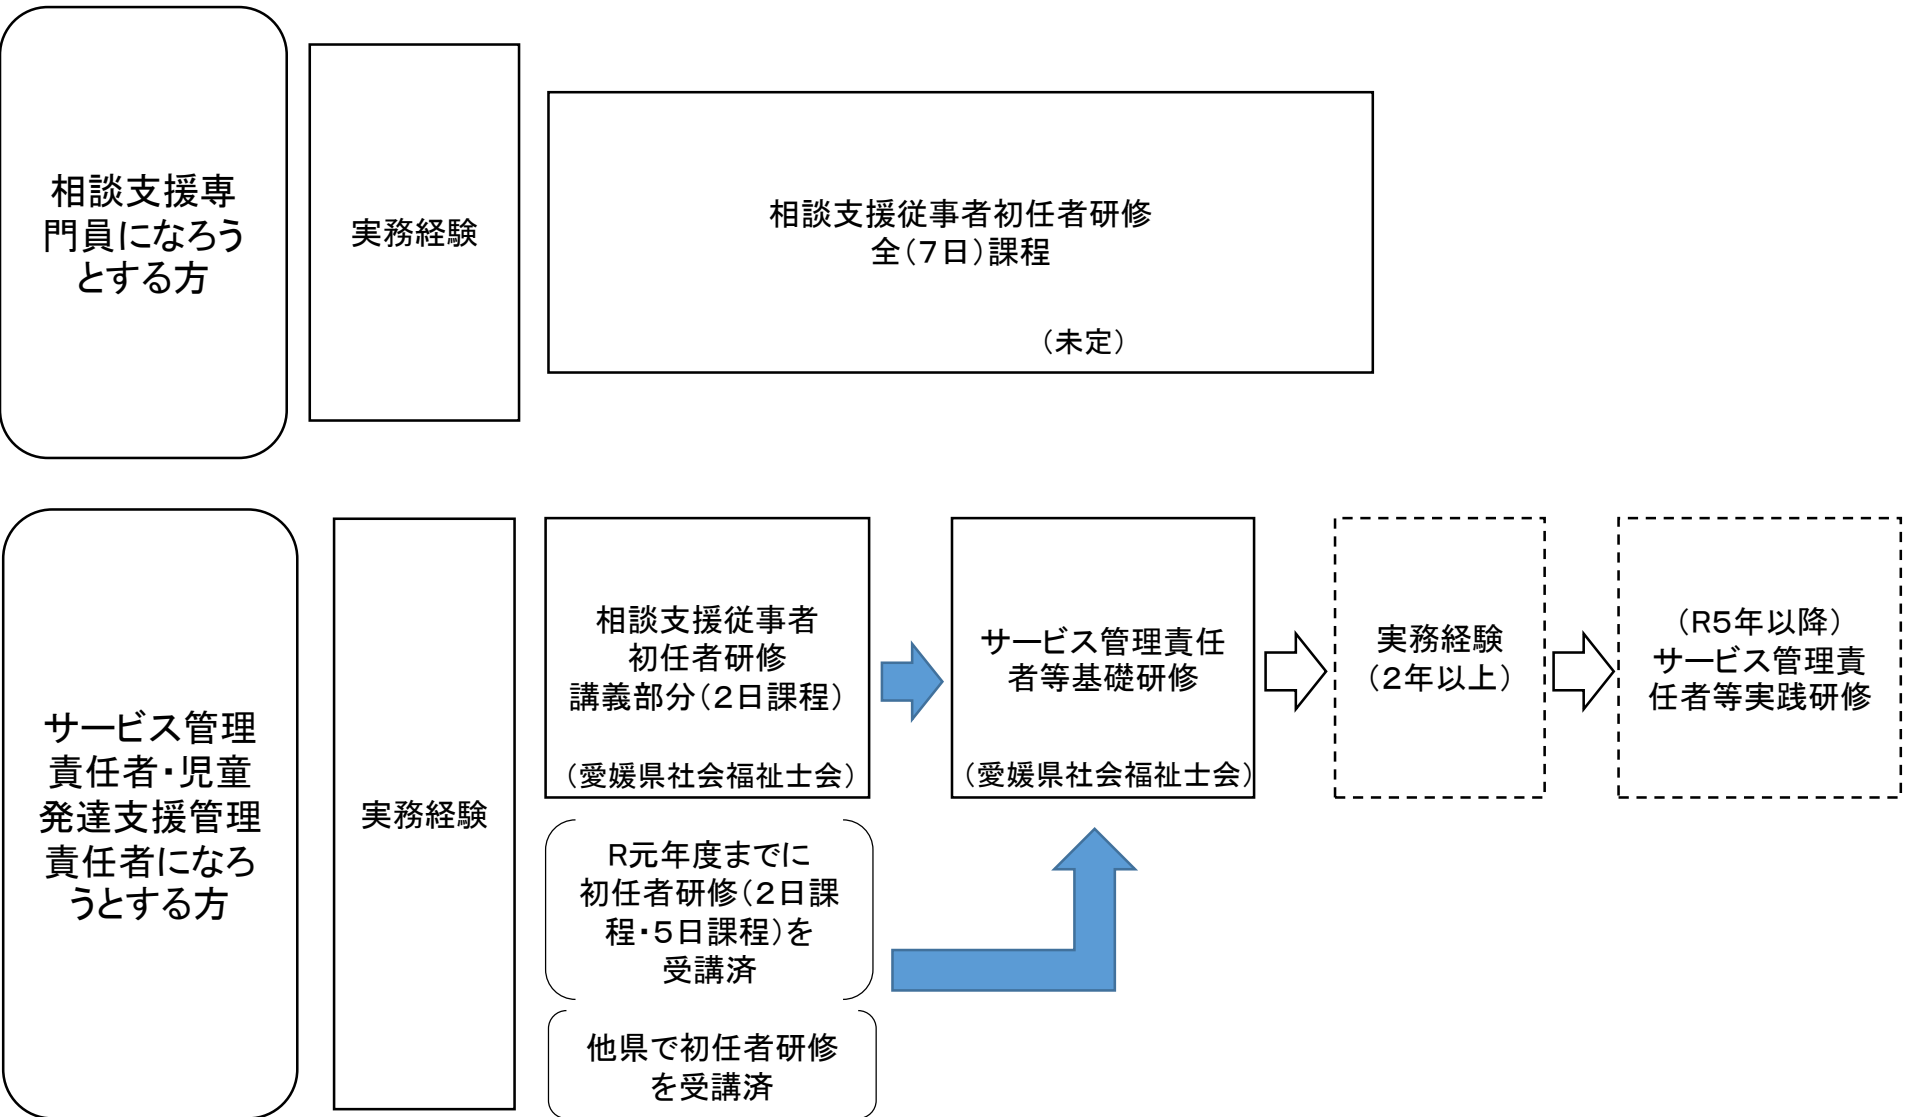 相談支援専
門員になろう
とする方
実務経験
相談支援従事者初任者研修
全（７日）課程
（未定）
サービス管理
責任者・児童
発達支援管理
責任者になろ
うとする方
実務経験
相談支援従事者
初任者研修
講義部分（２日課程）
（愛媛県社会福祉士会）
R元年度までに
初任者研修（２日課
程・５日課程）を
受講済
他県で初任者研修
を受講済
サービス管理責任
者等基礎研修
（愛媛県社会福祉士会）
実務経験
（２年以上）
（R5年以降）
サービス管理責
任者等実践研修